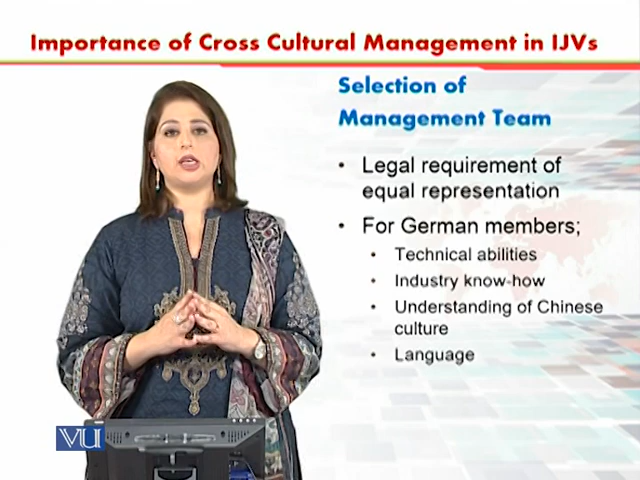 Importance of Cross Cultural Management in IJVs
Selection of
Management Team
• Legal requirement of
equal representation
• For German members;
• Technical abilities
• Industry know-how
• Understanding of Chinese
culture
• Language
VU